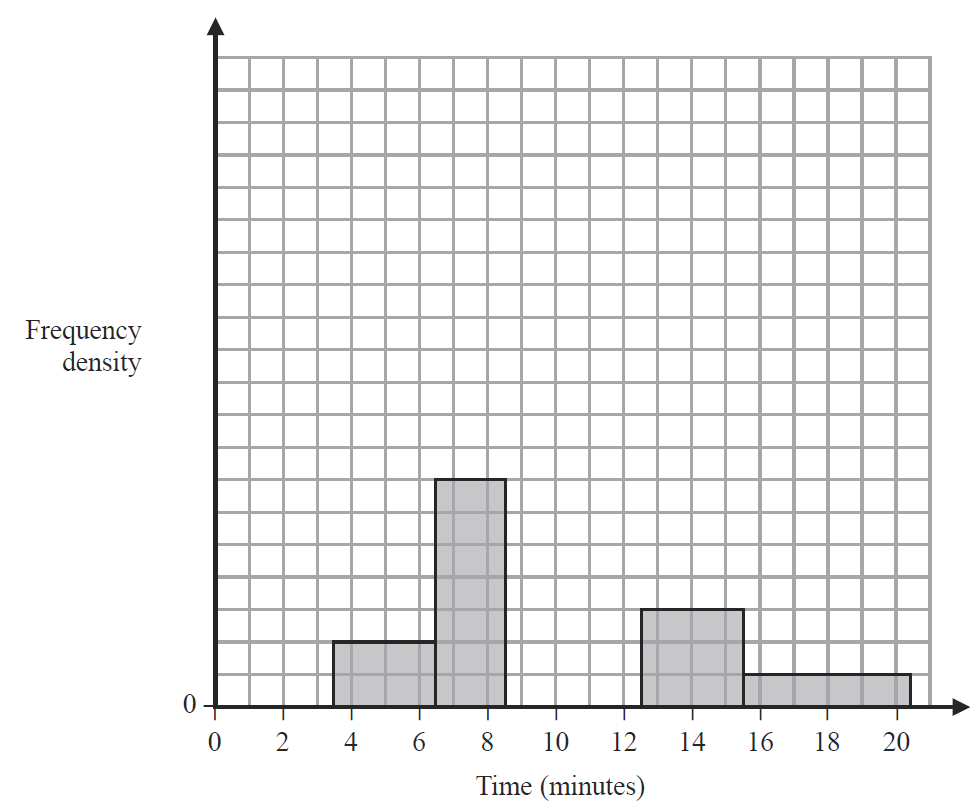 Frequency
density
0
0 2 4 6 8 10 12 14 16 18 20
Time (minutes)